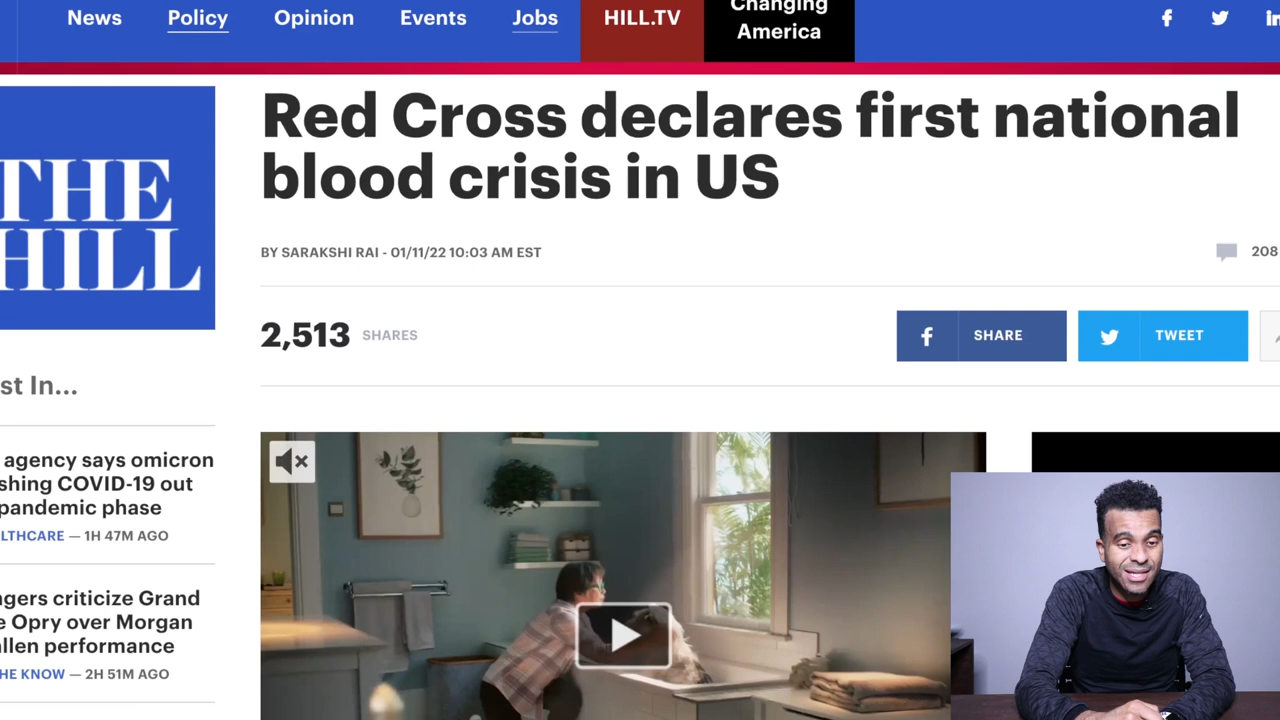 News
Policy
Opinion
Events
Jobs
HILL.TV
Changing
America
THE
HILL
Red Cross declares first national
blood crisis in US
BY SARAKSHI RAI - 01/11/22 10:03 AM EST
208
2,513 SHARES
SHARE
TWEET
st In...
agency says omicron
shing COVID-19 out
pandemic phase
LTHCARE — 1H 47M AGO
gers criticize Grand
e Opry over Morgan
allen performance
HE KNOW — 2H 51M AGO